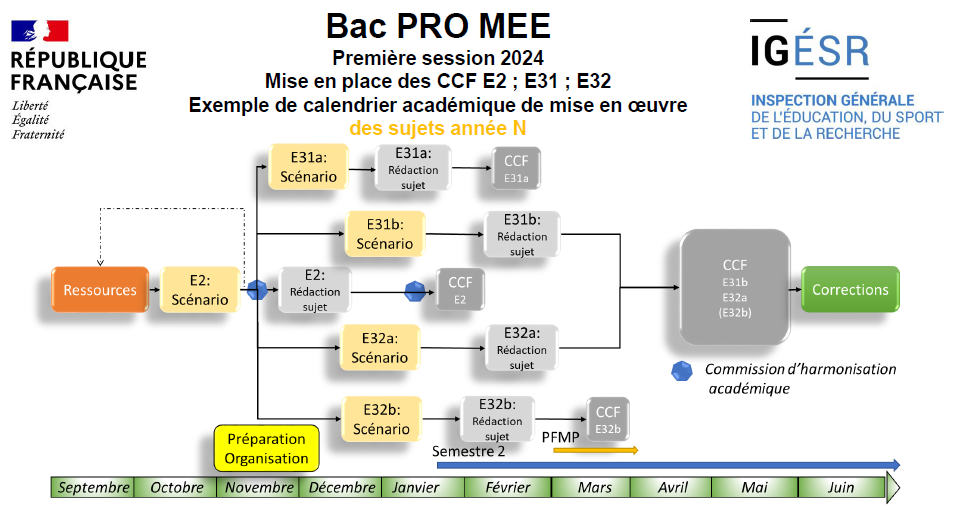 Bac PRO MEE
Première session 2024
Mise en place des CCF E2 ; E31 ; E32
Exemple de calendrier académique de mise en œuvre
des sujets année N
RÉPUBLIQUE
FRANÇAISE
Liberté
Égalité
Fraternité
IGÉSR
INSPECTION GÉNÉRALE
DE L'ÉDUCATION, DU SPORT
ET DE LA RECHERCHE
E31a:
Scénario
E31a:
Rédaction
sujet
CCF
E31a
E31b:
Scénario
E31b:
Rédaction
sujet
Ressources
E2:
Scénario
E2:
Rédaction
sujet
CCF
E2
CCF
E31b
E32a
(E32b)
Corrections
E32a:
Scénario
E32a:
Rédaction
sujet
Commission d'harmonisation
académique
E32b:
Scénario
E32b:
Rédaction
sujet
CCF
E32b
Préparation
Organisation
PFMP
Semestre 2
Septembre Octobre Novembre Décembre Janvier Février Mars Avril Mai Juin